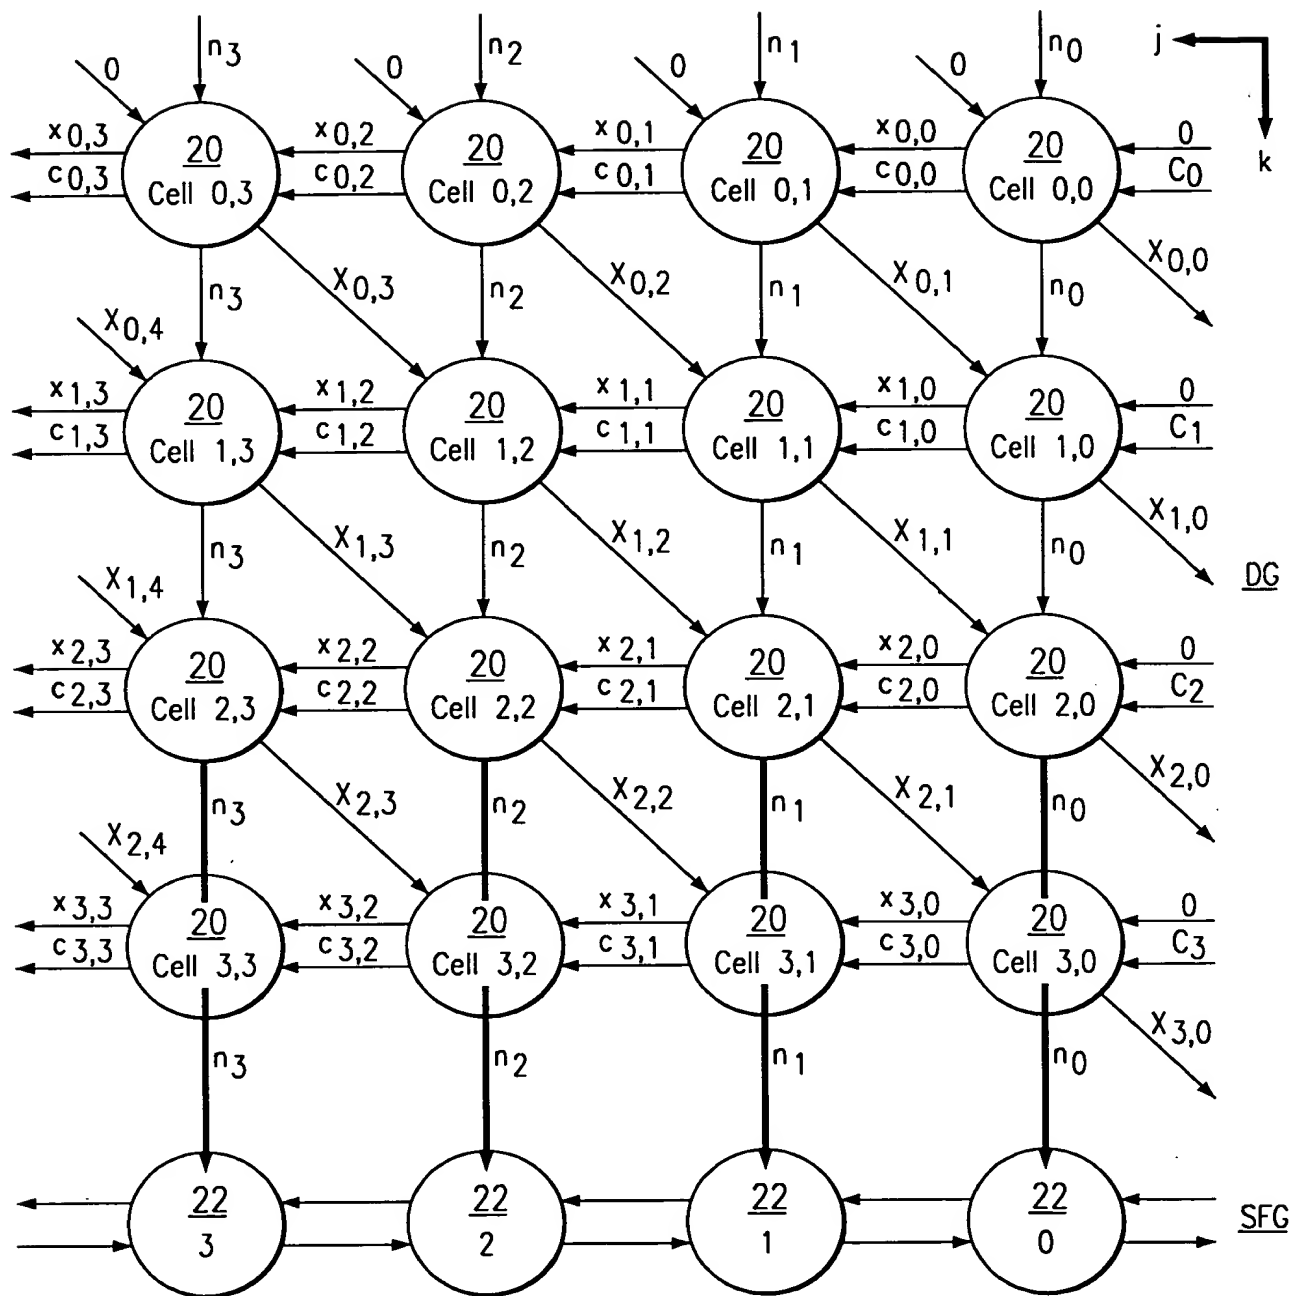 n3 n2 n1 n0
0 0 0 0 j
k
x0,3 x0,2 x0,1 x0,0 0
20 20 20 20
c0,3 c0,2 c0,1 c0,0 C0
Cell 0,3 Cell 0,2 Cell 0,1 Cell 0,0
n3 X0,3 n2 X0,2 n1 X0,1 n0 X0,0
X0,4
x1,3 x1,2 x1,1 x1,0 0
20 20 20 20
c1,3 c1,2 c1,1 c1,0 C1
Cell 1,3 Cell 1,2 Cell 1,1 Cell 1,0
n3 X1,3 n2 X1,2 n1 X1,1 n0 X1,0
X1,4 DG
x2,3 x2,2 x2,1 x2,0 0
20 20 20 20
c2,3 c2,2 c2,1 c2,0 C2
Cell 2,3 Cell 2,2 Cell 2,1 Cell 2,0
n3 X2,3 n2 X2,2 n1 X2,1 n0 X2,0
X2,4
x3,3 x3,2 x3,1 x3,0 0
20 20 20 20
c3,3 c3,2 c3,1 c3,0 C3
Cell 3,3 Cell 3,2 Cell 3,1 Cell 3,0
n3 n2 n1 n0 X3,0
22 22 22 22 SFG
3 2 1 0